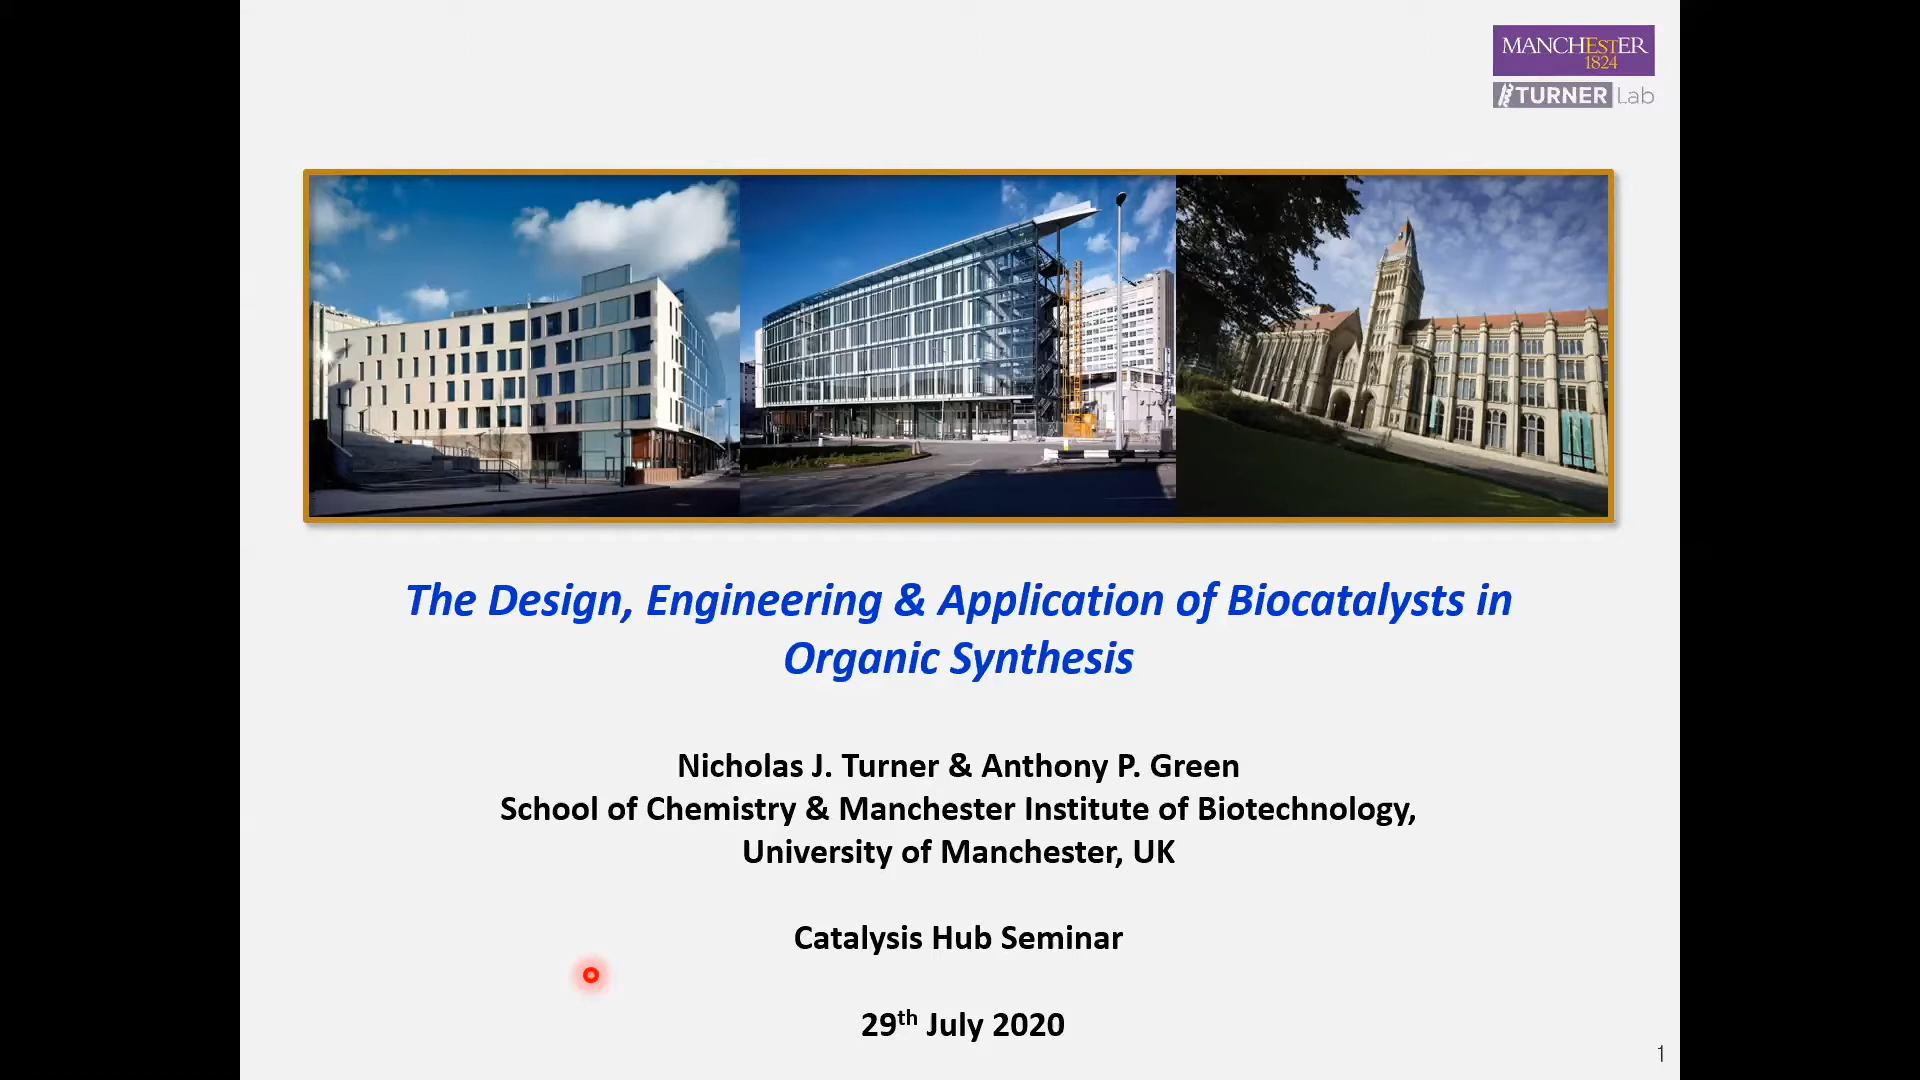 MANCHESTER
1824
TURNER Lab
The Design, Engineering & Application of Biocatalysts in
Organic Synthesis
Nicholas J. Turner & Anthony P. Green
School of Chemistry & Manchester Institute of Biotechnology,
University of Manchester, UK
Catalysis Hub Seminar
29th July 2020
1